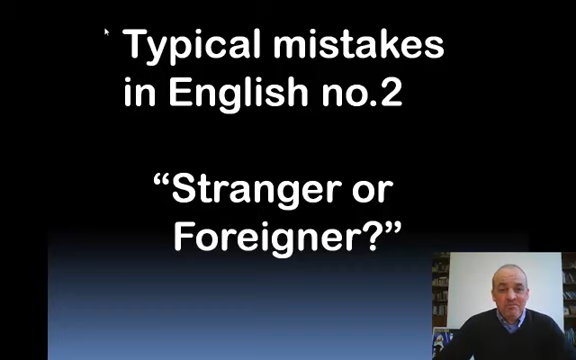 Typical mistakes
in English no.2
“Stranger or
Foreigner?”